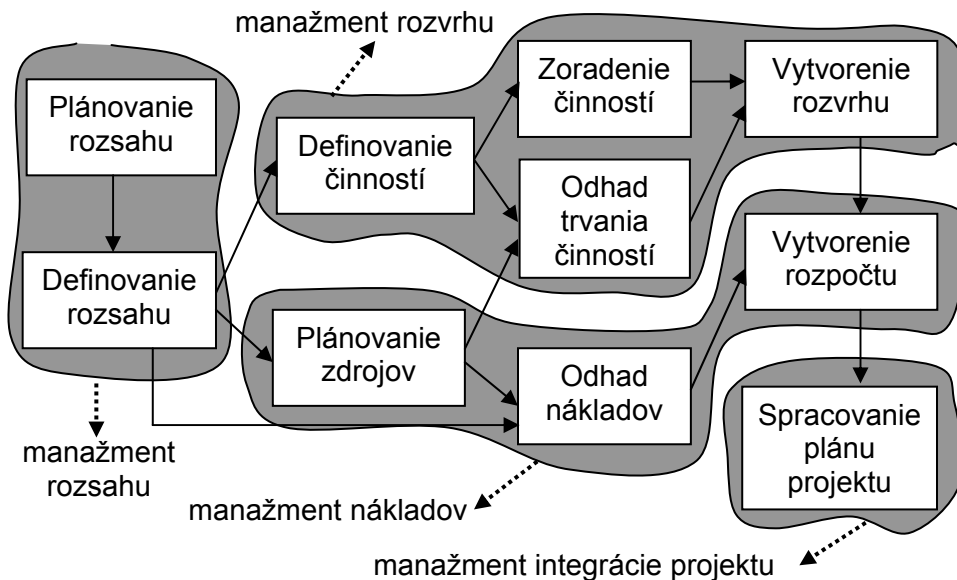 manažment rozvrhu
Plánovanie
rozsahu
Definovanie
rozsahu
manažment
rozsahu
Definovanie
činností
Zoradenie
činností
Odhad
trvania
činností
Vytvorenie
rozvrhu
Plánovanie
zdrojov
Odhad
nákladov
Vytvorenie
rozpočtu
manažment nákladov
Spracovanie
plánu
projektu
manažment integrácie projektu